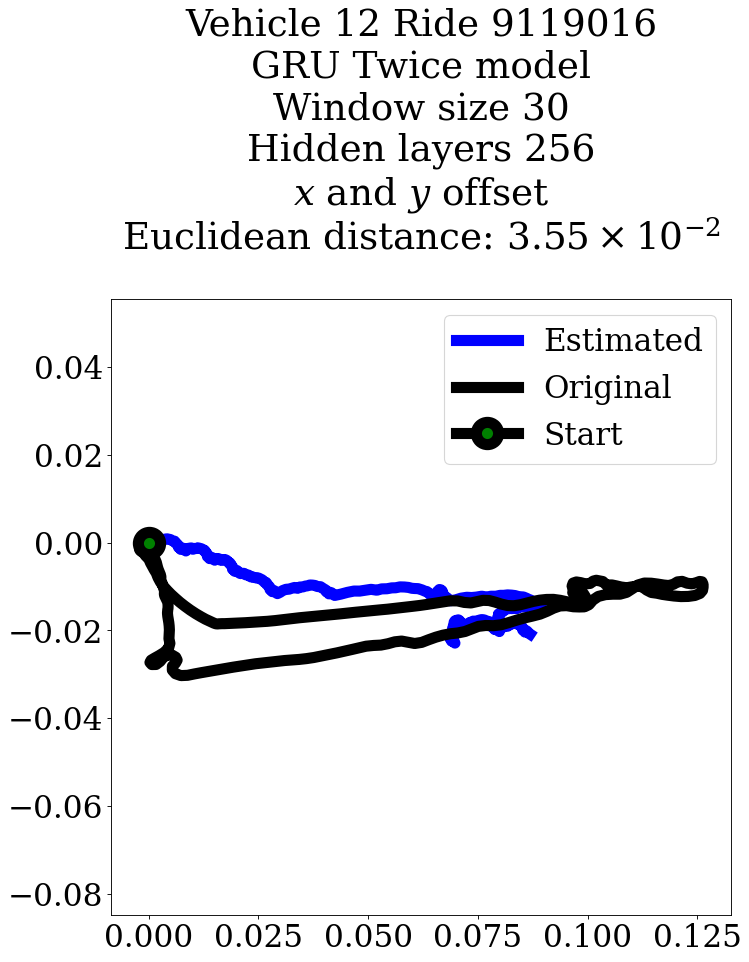 Vehicle 12 Ride 9119016
GRU Twice model
Window size 30
Hidden layers 256
x and y offset
Euclidean distance: 3.55 × 10⁻²
Estimated
Original
Start
0.04
0.02
0.00
−0.02
−0.04
−0.06
−0.08
0.000 0.025 0.050 0.075 0.100 0.125